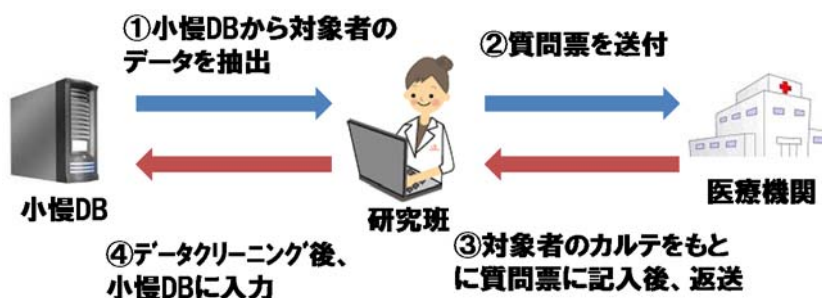 ①小慢DBから対象者の
データを抽出
②質問票を送付
小慢DB
研究班
医療機関
④データクリーニング後、
小慢DBに入力
③対象者のカルテをもと
に質問票に記入後、返送